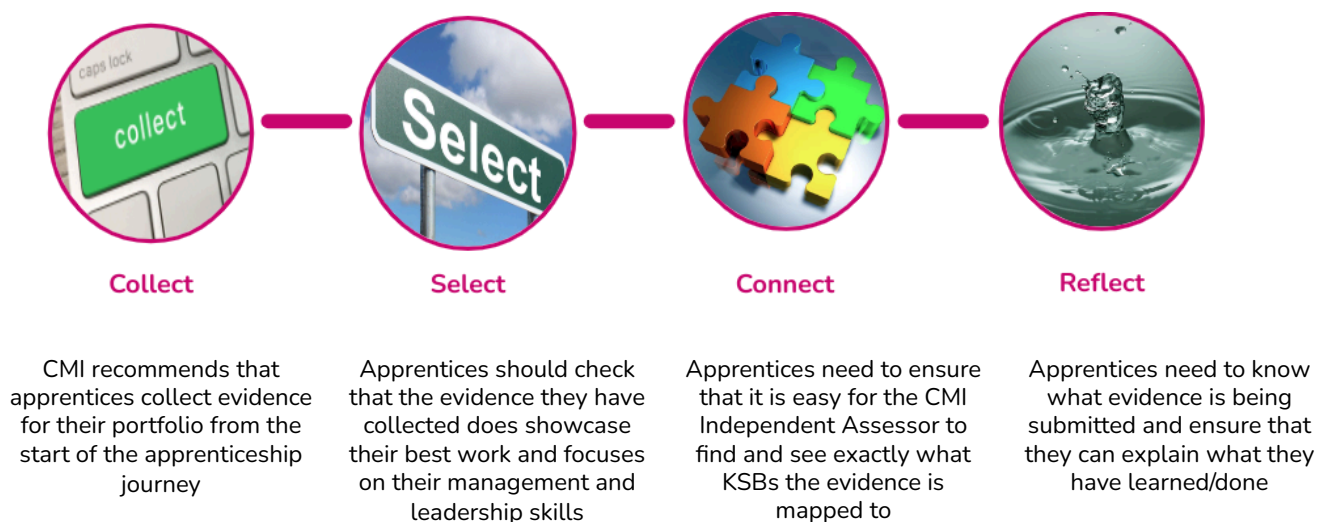 caps lock
collect
Select
Collect
Select
Connect
Reflect
CMI recommends that
apprentices collect evidence
for their portfolio from the
start of the apprenticeship
journey
Apprentices should check
that the evidence they have
collected does showcase
their best work and focuses
on their management and
leadership skills
Apprentices need to ensure
that it is easy for the CMI
Independent Assessor to
find and see exactly what
KSBs the evidence is
mapped to
Apprentices need to know
what evidence is being
submitted and ensure that
they can explain what they
have learned/done